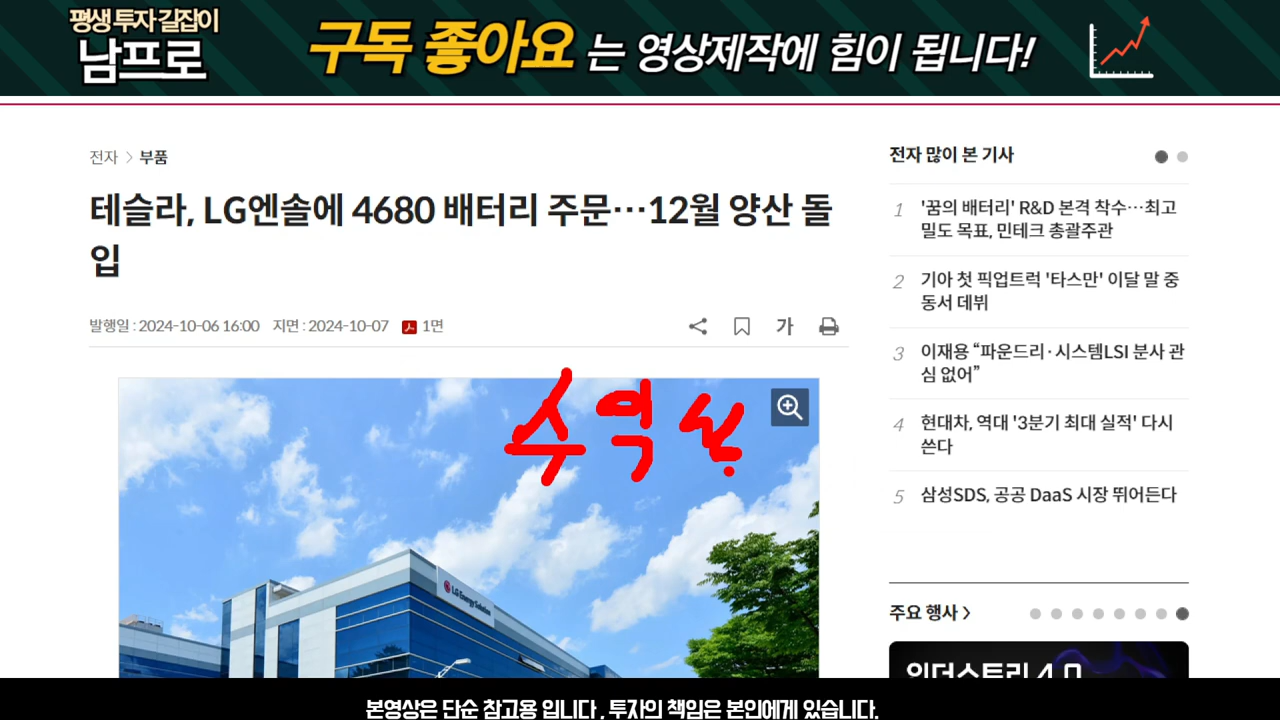 평생 투자 길잡이
남프로
구독 좋아요 는 영상제작에 힘이 됩니다!
전자 > 부품
테슬라, LG엔솔에 4680 배터리 주문…12월 양산 돌
입
발행일 : 2024-10-06 16:00 지면 : 2024-10-07 1면
가
LG Energy Solution
전자 많이 본 기사
1 '꿈의 배터리' R&D 본격 착수…최고
밀도 목표, 민테크 총괄주관
2 기아 첫 픽업트럭 '타스만' 이달 말 중
동서 데뷔
3 이재용 “파운드리·시스템LSI 분사 관
심 없어”
4 현대차, 역대 '3분기 최대 실적' 다시
쓴다
5 삼성SDS, 공공 DaaS 시장 뛰어든다
주요 행사 >
인더스트리 4.0
본영상은 단순 참고용 입니다 , 투자의 책임은 본인에게 있습니다.